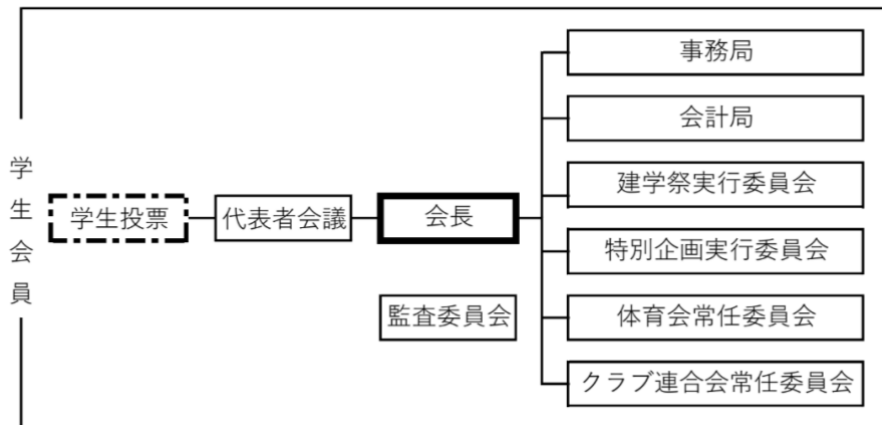 学生会員
学生投票
代表者会議
会長
監査委員会
事務局
会計局
建学祭実行委員会
特別企画実行委員会
体育会常任委員会
クラブ連合会常任委員会